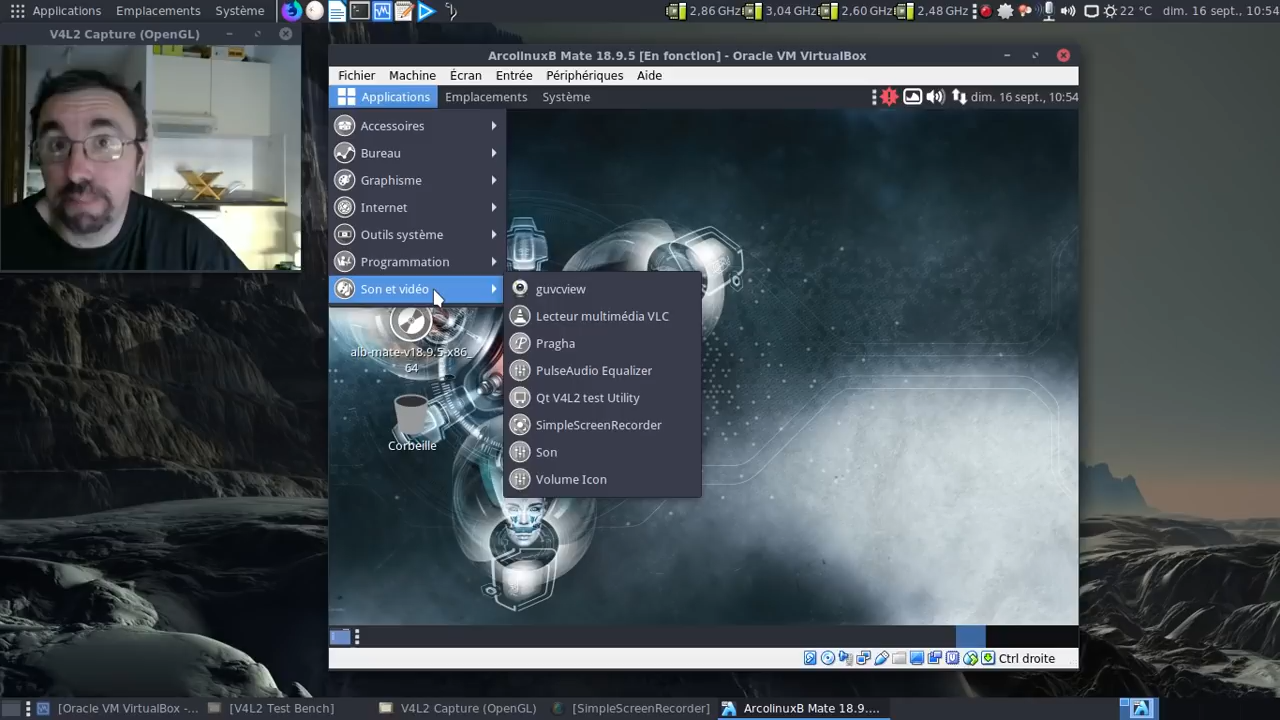 Applications Emplacements Système 2,86 GHz 3,04 GHz 2,60 GHz 2,48 GHz 22 °C dim. 16 sept., 10:54
V4L2 Capture (OpenGL)
ArcolinuxB Mate 18.9.5 [En fonction] - Oracle VM VirtualBox
Fichier Machine Écran Entrée Périphériques Aide
Applications Emplacements Système dim. 16 sept., 10:54
Accessoires
Bureau
Graphisme
Internet
Outils système
Programmation
Son et vidéo
guvcview
Lecteur multimédia VLC
Pragha
PulseAudio Equalizer
Qt V4L2 test Utility
SimpleScreenRecorder
Son
Volume Icon
alb-mate-v18.9.5-x86_
64
Corbeille
Ctrl droite
[Oracle VM VirtualBox -... [V4L2 Test Bench] V4L2 Capture (OpenGL) [SimpleScreenRecorder] ArcolinuxB Mate 18.9....